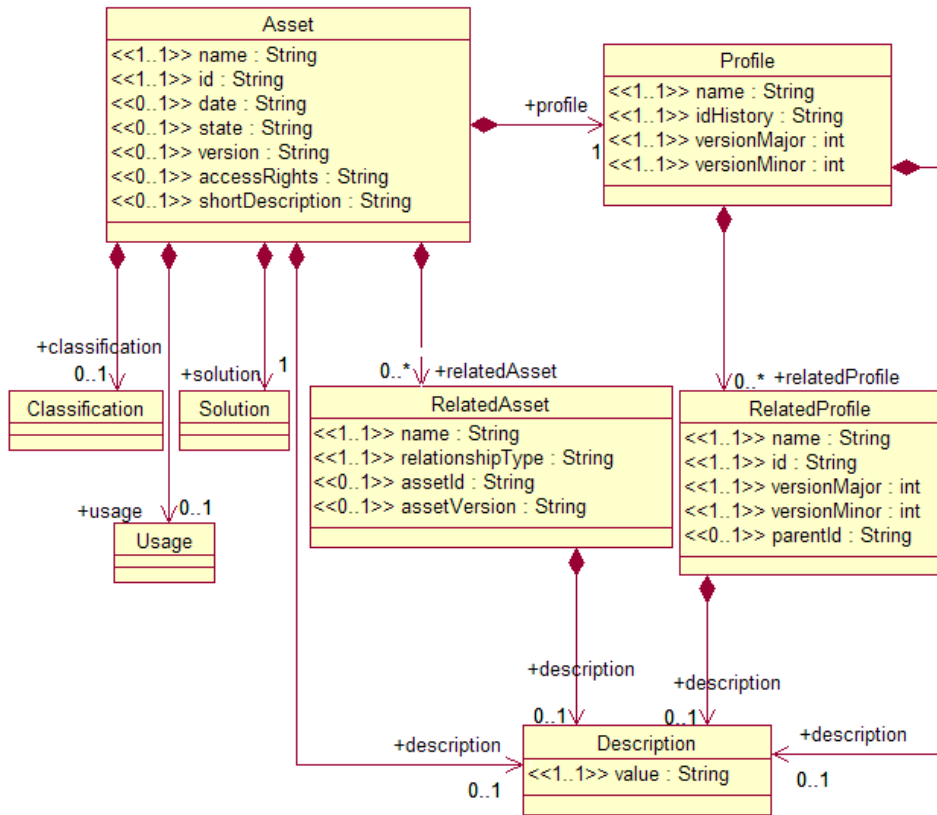 Asset
<<1..1>> name : String
<<1..1>> id : String
<<0..1>> date : String
<<0..1>> state : String
<<0..1>> version : String
<<0..1>> accessRights : String
<<0..1>> shortDescription : String
+profile
1
Profile
<<1..1>> name : String
<<1..1>> idHistory : String
<<1..1>> versionMajor : int
<<1..1>> versionMinor : int
+classification
0..1
+solution
1
0..*
+relatedAsset
0..*
+relatedProfile
Classification
Solution
RelatedAsset
<<1..1>> name : String
<<1..1>> relationshipType : String
<<0..1>> assetId : String
<<0..1>> assetVersion : String
RelatedProfile
<<1..1>> name : String
<<1..1>> id : String
<<1..1>> versionMajor : int
<<1..1>> versionMinor : int
<<0..1>> parentId : String
+usage
0..1
Usage
+description
0..1
+description
0..1
+description
0..1
Description
<<1..1>> value : String
+description
0..1